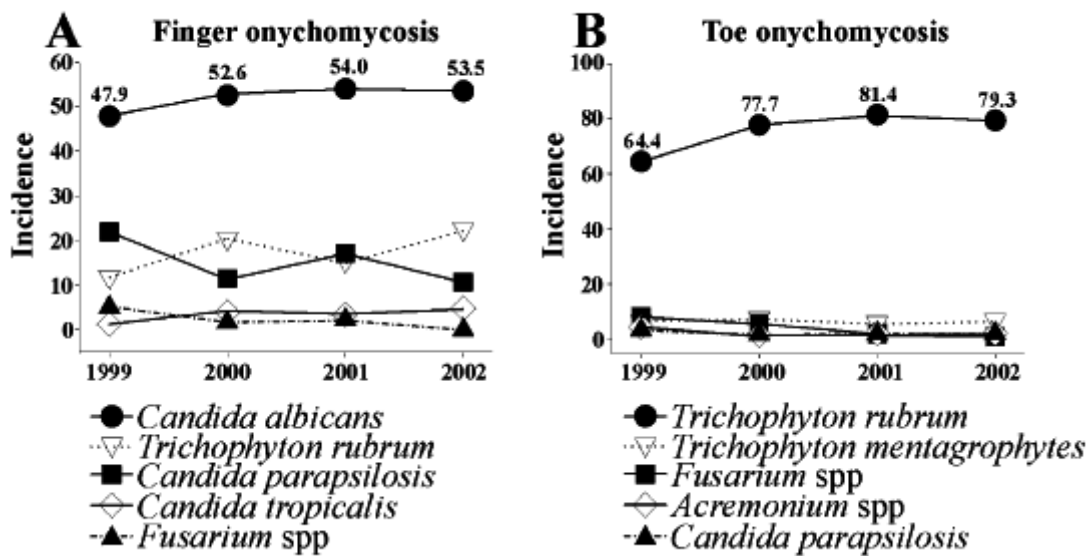 A Finger onychomycosis
60
50
40
30
20
10
0
Incidence
47.9
52.6
54.0
53.5
1999 2000 2001 2002
Candida albicans
Trichophyton rubrum
Candida parapsilosis
Candida tropicalis
Fusarium spp
B Toe onychomycosis
100
80
60
40
20
0
Incidence
64.4
77.7
81.4
79.3
1999 2000 2001 2002
Trichophyton rubrum
Trichophyton mentagrophytes
Fusarium spp
Acremonium spp
Candida parapsilosis